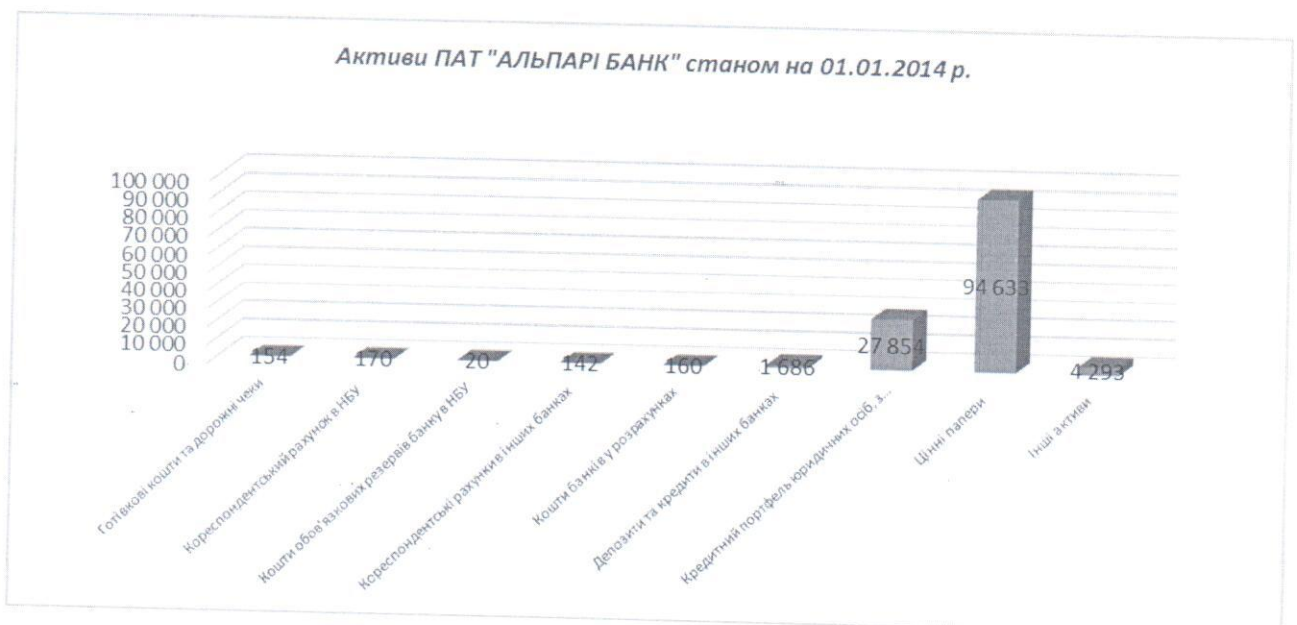 Активи ПАТ "АЛЬПАРІ БАНК" станом на 01.01.2014 р.
100 000
90 000
80 000
70 000
60 000
50 000
40 000
30 000
20 000
10 000
0
154
170
20
142
160
1 686
27 854
94 633
4 293
Готівкові кошти та дорожні чеки
Кореспондентський рахунок в НБУ
Кошти обов'язкових резервів банку в НБУ
Кореспондентські рахунки в інших банках
Кошти банків у розрахунках
Депозити та кредити в інших банках
Кредитний портфель юридичних осіб, з...
Цінні папери
Інші активи